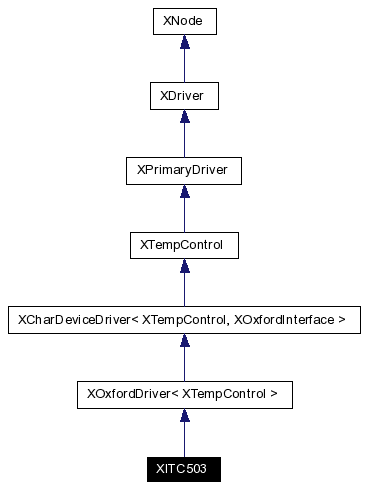 XNode
XDriver
XPrimaryDriver
XTempControl
XCharDeviceDriver< XTempControl, XOxfordInterface >
XOxfordDriver< XTempControl >
XITC503